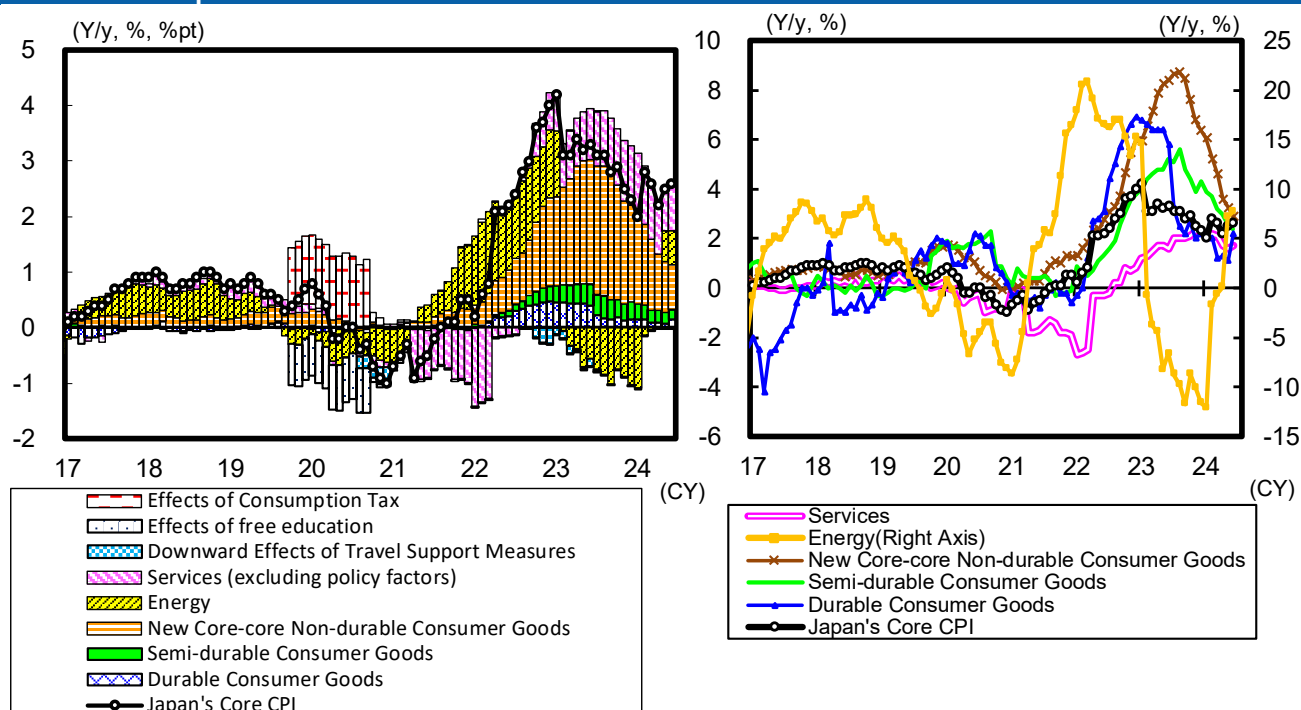 (Y/y, %, %pt)
5
4
3
2
1
0
-1
-2
17 18 19 20 21 22 23 24
(CY)
Effects of Consumption Tax
Effects of free education
Downward Effects of Travel Support Measures
Services (excluding policy factors)
Energy
New Core-core Non-durable Consumer Goods
Semi-durable Consumer Goods
Durable Consumer Goods
Japan's Core CPI
(Y/y, %) (Y/y, %)
10 25
8 20
6 15
4 10
2 5
0 0
-2 -5
-4 -10
-6 -15
17 18 19 20 21 22 23 24
(CY)
Services
Energy(Right Axis)
New Core-core Non-durable Consumer Goods
Semi-durable Consumer Goods
Durable Consumer Goods
Japan's Core CPI